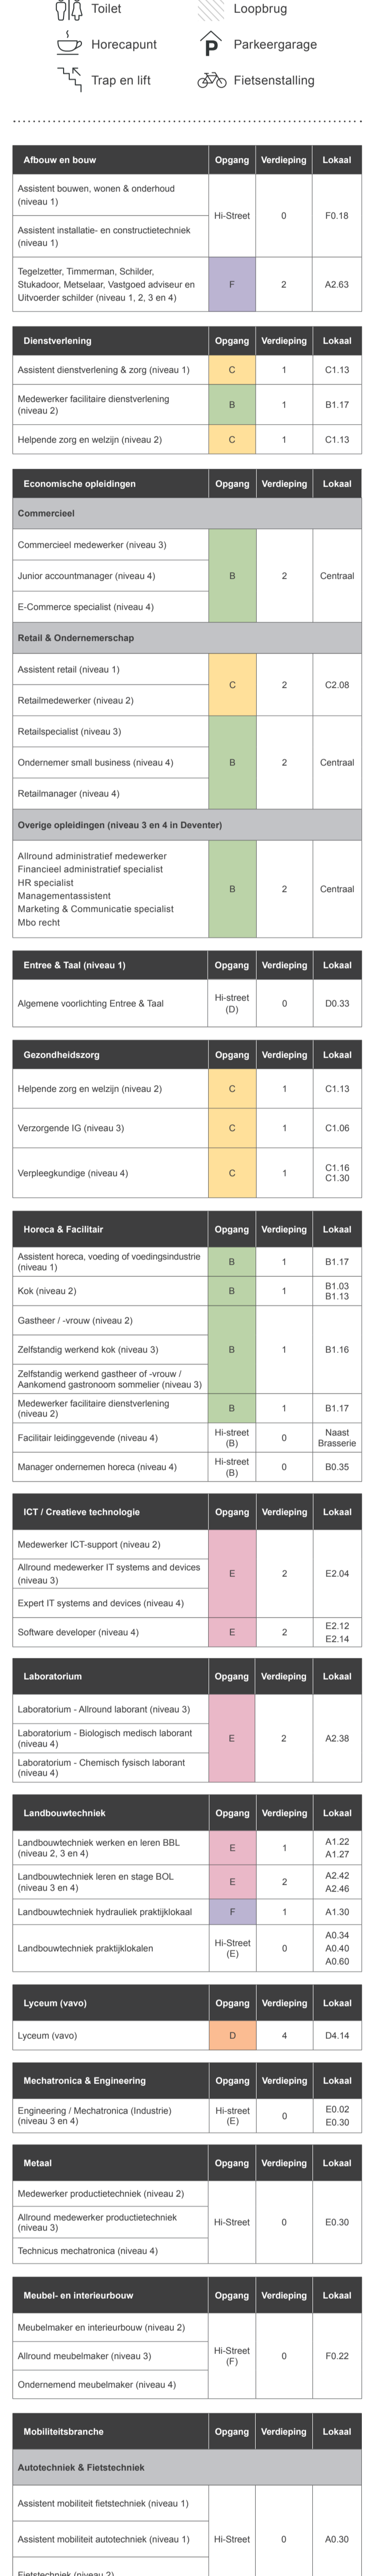 Toilet
Loopbrug
Horecapunt
P
Parkeergarage
Trap en lift
Fietsenstalling
Afbouw en bouw Opgang Verdieping Lokaal
Assistent bouwen, wonen & onderhoud
(niveau 1)
Hi-Street 0 F0.18
Assistent installatie- en constructietechniek
(niveau 1)
Tegelzetter, Timmerman, Schilder,
Stukadoor, Metselaar, Vastgoed adviseur en
Uitvoerder schilder (niveau 1, 2, 3 en 4)
F 2 A2.63
Dienstverlening Opgang Verdieping Lokaal
Assistent dienstverlening & zorg (niveau 1) C 1 C1.13
Medewerker facilitaire dienstverlening
(niveau 2)
B 1 B1.17
Helpende zorg en welzijn (niveau 2) C 1 C1.13
Economische opleidingen Opgang Verdieping Lokaal
Commercieel
Commercieel medewerker (niveau 3)
Junior accountmanager (niveau 4) B 2 Centraal
E-Commerce specialist (niveau 4)
Retail & Ondernemerschap
Assistent retail (niveau 1)
C 2 C2.08
Retailmedewerker (niveau 2)
Retailspecialist (niveau 3)
Ondernemer small business (niveau 4) B 2 Centraal
Retailmanager (niveau 4)
Overige opleidingen (niveau 3 en 4 in Deventer)
Allround administratief medewerker
Financieel administratief specialist
HR specialist
Managementassistent
Marketing & Communicatie specialist
Mbo recht
B 2 Centraal
Entree & Taal (niveau 1) Opgang Verdieping Lokaal
Algemene voorlichting Entree & Taal Hi-street
(D)
0 D0.33
Gezondheidszorg Opgang Verdieping Lokaal
Helpende zorg en welzijn (niveau 2) C 1 C1.13
Verzorgende IG (niveau 3) C 1 C1.06
Verpleegkundige (niveau 4) C 1 C1.16
C1.30
Horeca & Facilitair Opgang Verdieping Lokaal
Assistent horeca, voeding of voedingsindustrie
(niveau 1)
B 1 B1.17
Kok (niveau 2) B 1 B1.03
B1.13
Gastheer / -vrouw (niveau 2)
Zelfstandig werkend kok (niveau 3) B 1 B1.16
Zelfstandig werkend gastheer of -vrouw /
Aankomend gastronoom sommelier (niveau 3)
Medewerker facilitaire dienstverlening
(niveau 2)
B 1 B1.17
Facilitair leidinggevende (niveau 4) Hi-street
(B)
0 Naast
Brasserie
Manager ondernemen horeca (niveau 4) Hi-street
(B)
0 B0.35
ICT / Creatieve technologie Opgang Verdieping Lokaal
Medewerker ICT-support (niveau 2)
Allround medewerker IT systems and devices
(niveau 3)
E 2 E2.04
Expert IT systems and devices (niveau 4)
Software developer (niveau 4) E 2 E2.12
E2.14
Laboratorium Opgang Verdieping Lokaal
Laboratorium - Allround laborant (niveau 3)
Laboratorium - Biologisch medisch laborant
(niveau 4)
E 2 A2.38
Laboratorium - Chemisch fysisch laborant
(niveau 4)
Landbouwtechniek Opgang Verdieping Lokaal
Landbouwtechniek werken en leren BBL
(niveau 2, 3 en 4)
E 1 A1.22
A1.27
Landbouwtechniek leren en stage BOL
(niveau 3 en 4)
E 2 A2.42
A2.46
Landbouwtechniek hydrauliek praktijklokaal F 1 A1.30
Landbouwtechniek praktijklokalen Hi-Street
(E)
0 A0.34
A0.40
A0.60
Lyceum (vavo) Opgang Verdieping Lokaal
Lyceum (vavo) D 4 D4.14
Mechatronica & Engineering Opgang Verdieping Lokaal
Engineering / Mechatronica (Industrie)
(niveau 3 en 4)
Hi-street
(E)
0 E0.02
E0.30
Metaal Opgang Verdieping Lokaal
Medewerker productietechniek (niveau 2)
Allround medewerker productietechniek
(niveau 3)
Hi-Street 0 E0.30
Technicus mechatronica (niveau 4)
Meubel- en interieurbouw Opgang Verdieping Lokaal
Meubelmaker en interieurbouw (niveau 2)
Allround meubelmaker (niveau 3) Hi-Street
(F)
0 F0.22
Ondernemend meubelmaker (niveau 4)
Mobiliteitsbranche Opgang Verdieping Lokaal
Autotechniek & Fietstechniek
Assistent mobiliteit fietstechniek (niveau 1)
Assistent mobiliteit autotechniek (niveau 1) Hi-Street 0 A0.30
Fietstechniek (niveau 2)